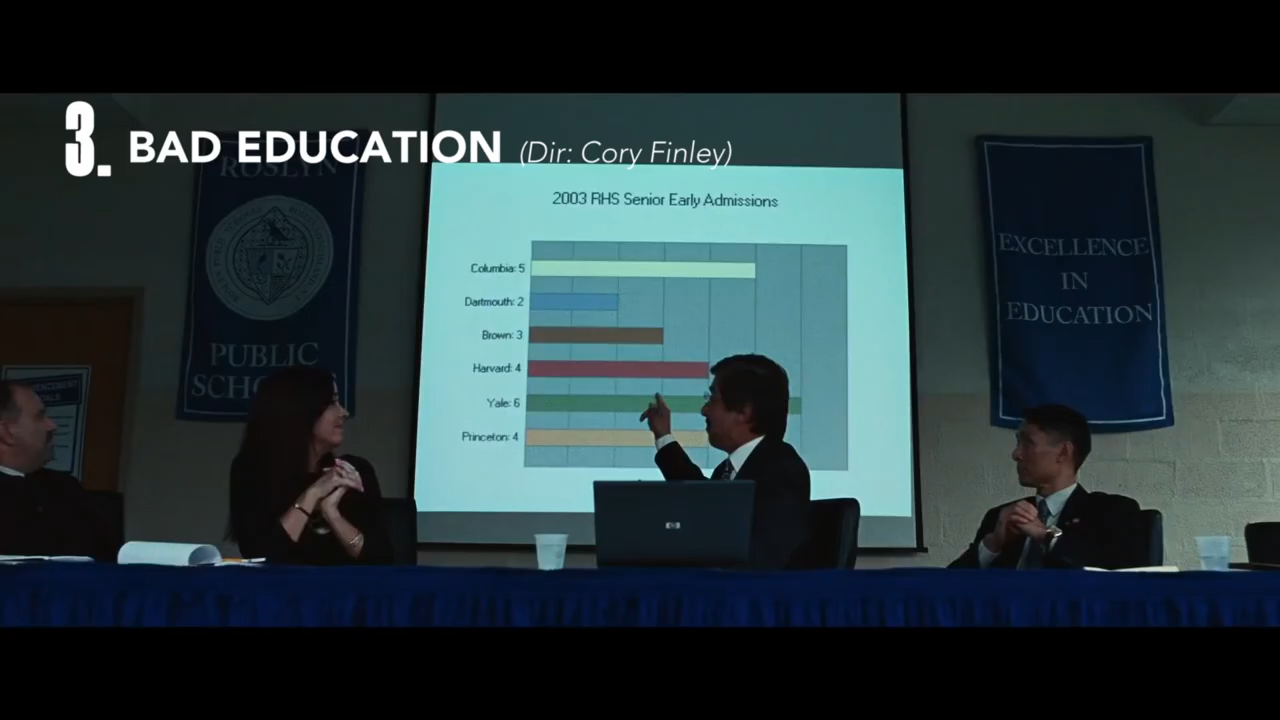 3. BAD EDUCATION (Dir: Cory Finley)
ROSLYN
PUBLIC
2003 RHS Senior Early Admissions
Columbia: 5
Dartmouth: 2
Brown: 3
Harvard: 4
Yale: 6
Princeton: 4
EXCELLENCE
IN
EDUCATION
hp